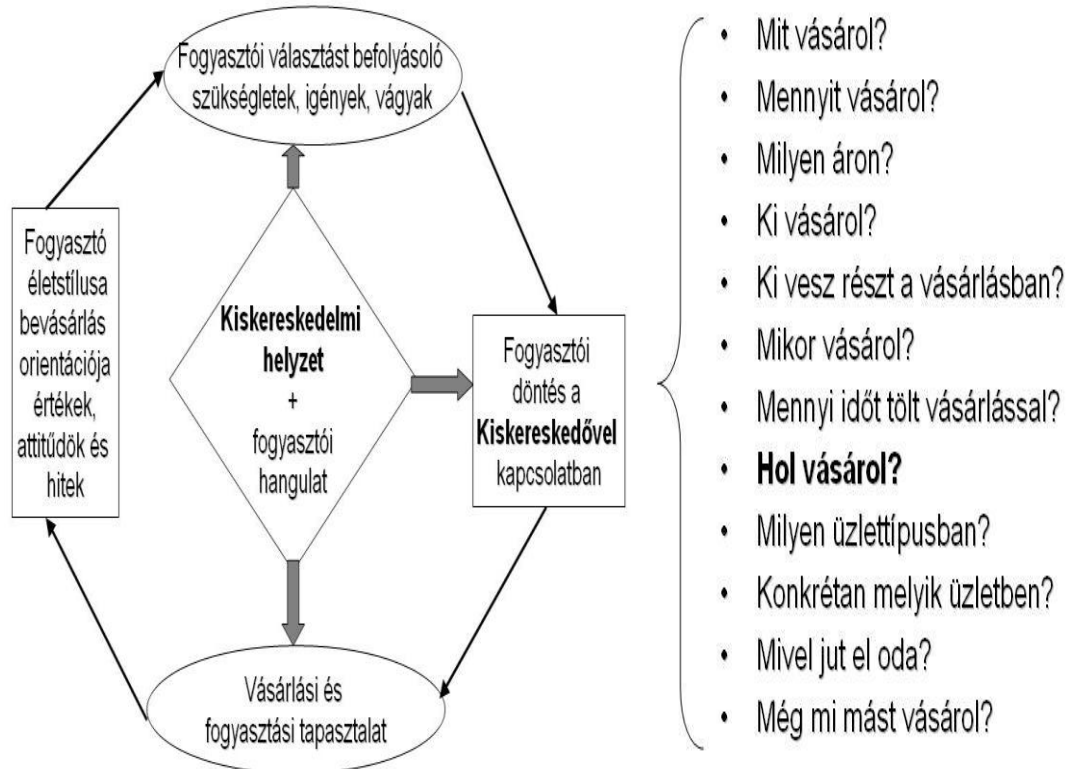 Fogyasztói választást befolyásoló
szükségletek, igények, vágyak
Fogyasztó
életstílusa
bevásárlás
orientációja
értékek,
attitűdök és
hitek
Kiskereskedelmi
helyzet
+
fogyasztói
hangulat
Fogyasztói
döntés a
Kiskereskedővel
kapcsolatban
Vásárlási és
fogyasztási tapasztalat
• Mit vásárol?
• Mennyit vásárol?
• Milyen áron?
• Ki vásárol?
• Ki vesz részt a vásárlásban?
• Mikor vásárol?
• Mennyi időt tölt vásárlással?
• Hol vásárol?
• Milyen üzlettípusban?
• Konkrétan melyik üzletben?
• Mivel jut el oda?
• Még mi mást vásárol?